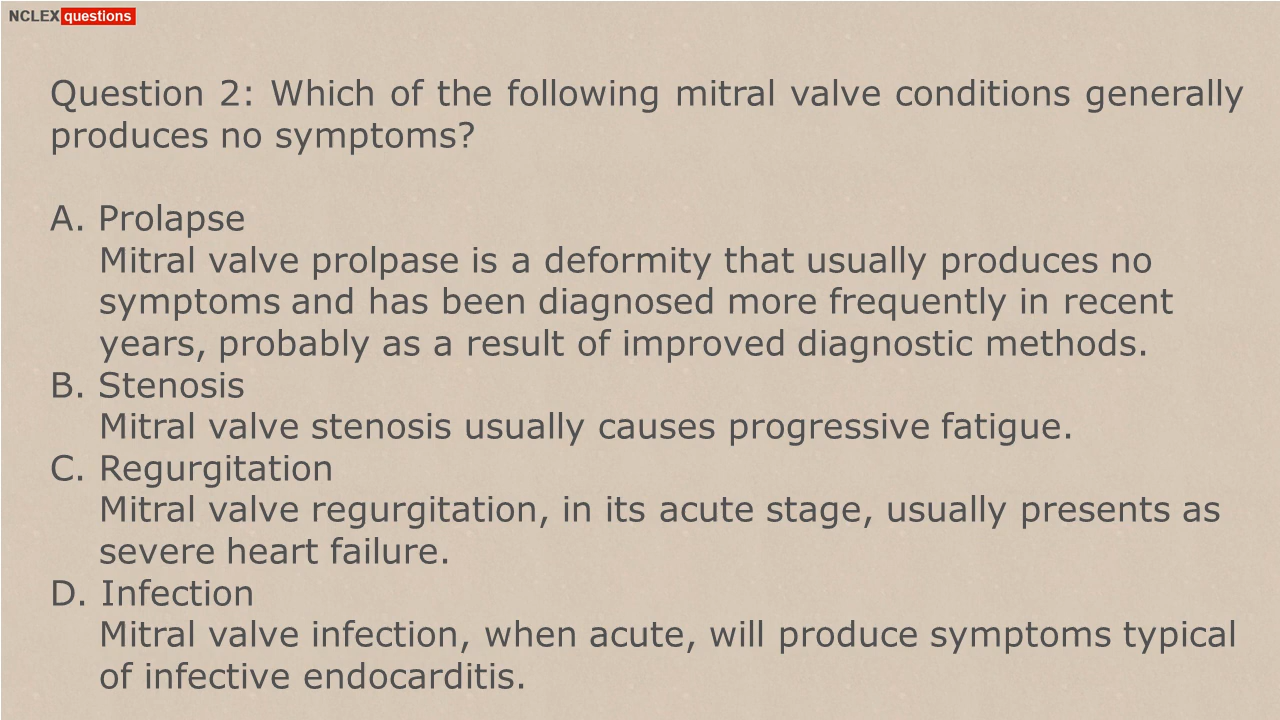 NCLEX questions
Question 2: Which of the following mitral valve conditions generally
produces no symptoms?
A. Prolapse
Mitral valve prolpase is a deformity that usually produces no
symptoms and has been diagnosed more frequently in recent
years, probably as a result of improved diagnostic methods.
B. Stenosis
Mitral valve stenosis usually causes progressive fatigue.
C. Regurgitation
Mitral valve regurgitation, in its acute stage, usually presents as
severe heart failure.
D. Infection
Mitral valve infection, when acute, will produce symptoms typical
of infective endocarditis.